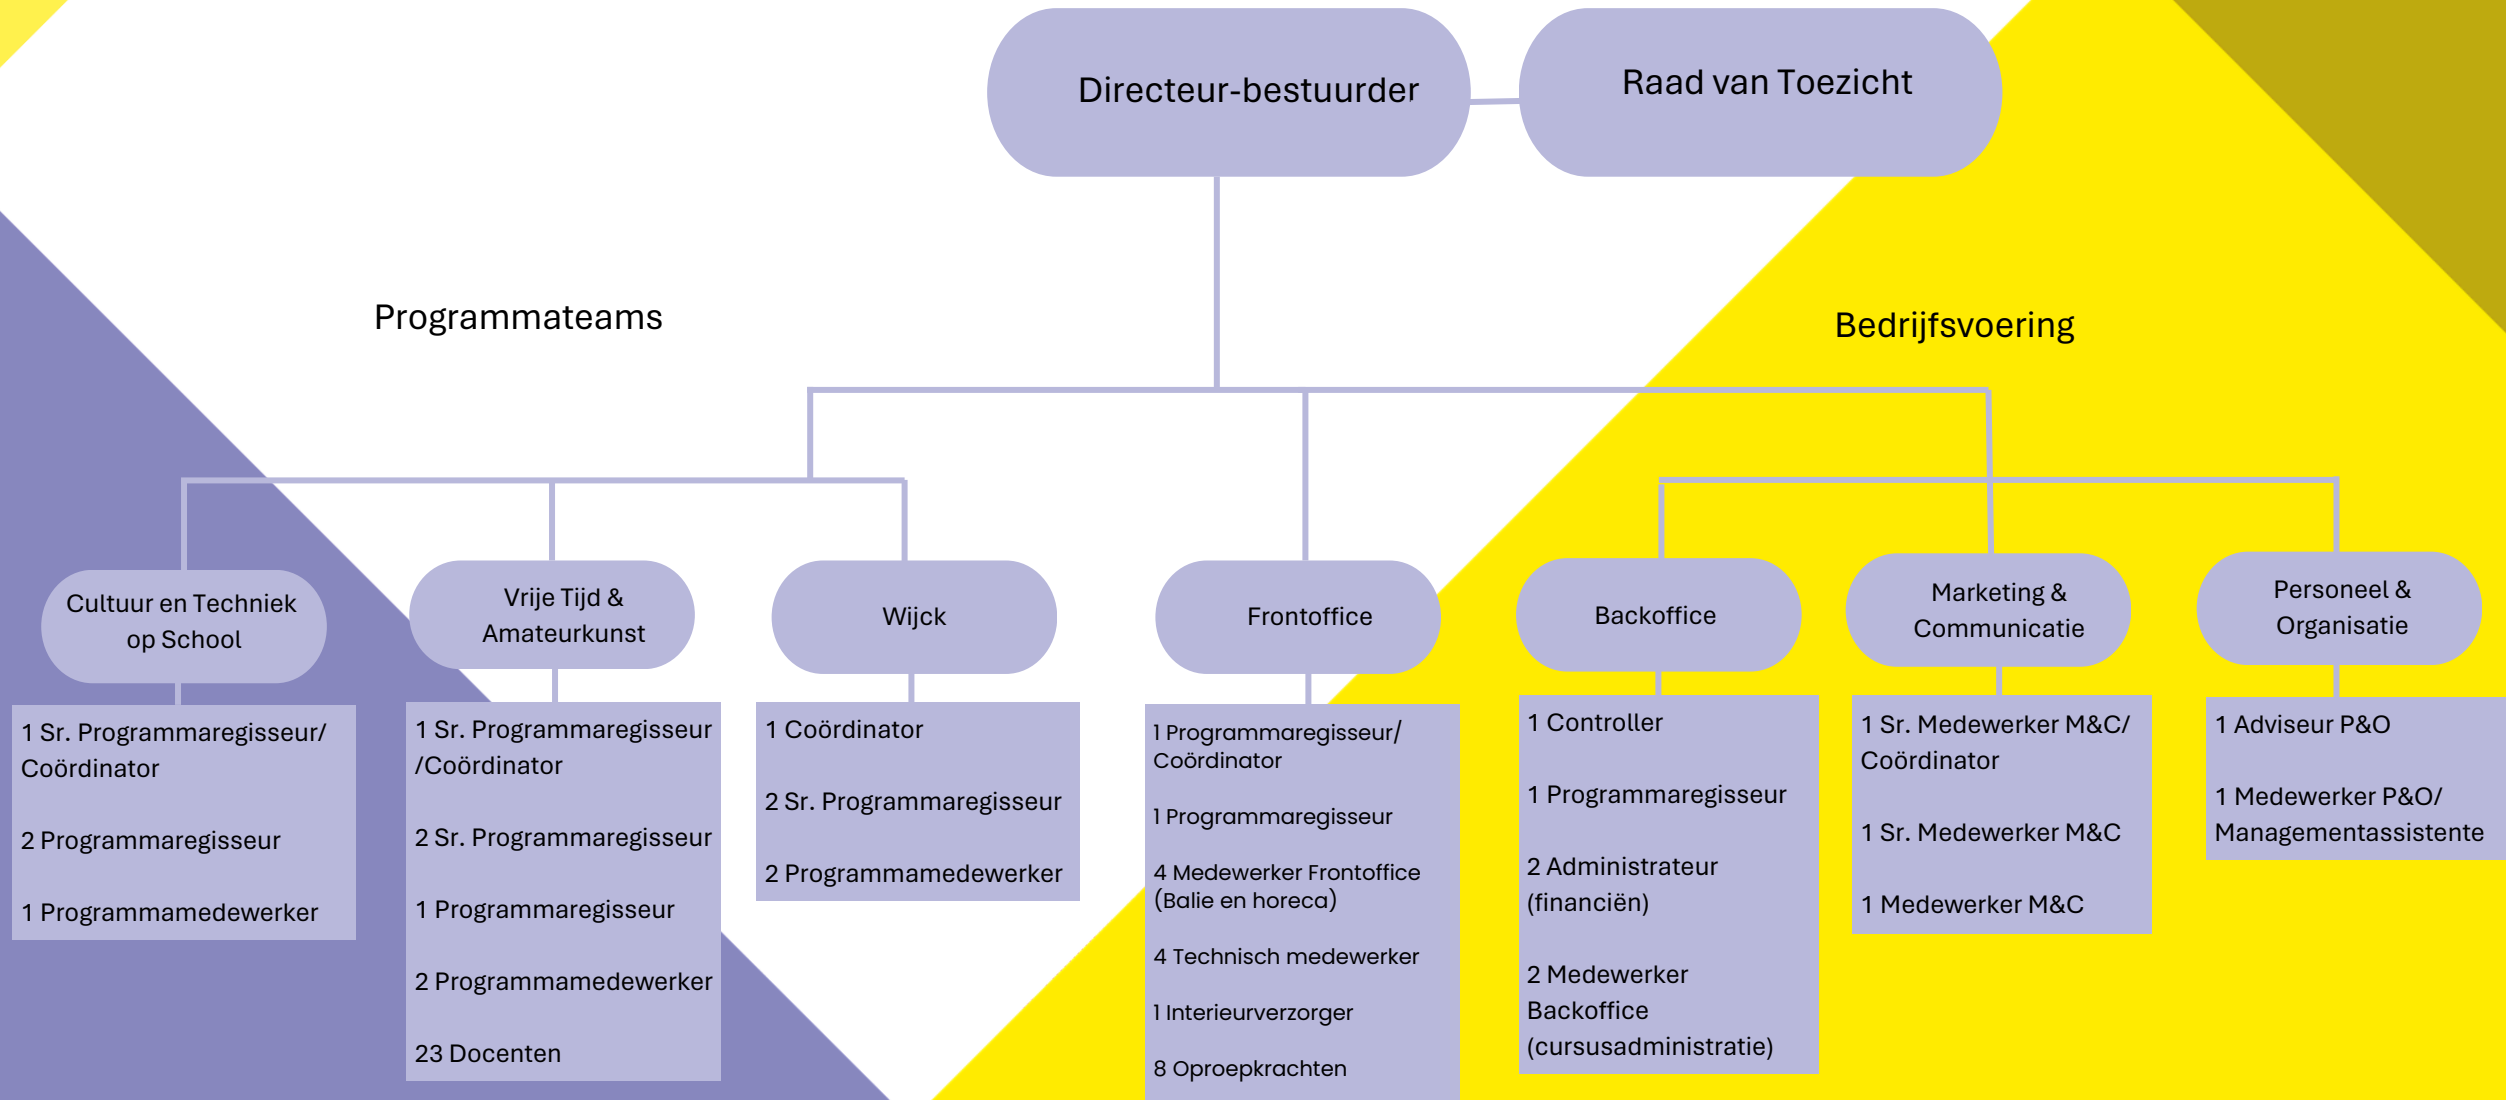 Directeur-bestuurder
Raad van Toezicht
Programmateams
Bedrijfsvoering
Cultuur en Techniek
op School
1 Sr. Programmaregisseur/
Coördinator
2 Programmaregisseur
1 Programmamedewerker
Vrije Tijd &
Amateurkunst
1 Sr. Programmaregisseur
/Coördinator
2 Sr. Programmaregisseur
1 Programmaregisseur
2 Programmamedewerker
23 Docenten
Wijck
1 Coördinator
2 Sr. Programmaregisseur
2 Programmamedewerker
Frontoffice
1 Programmaregisseur/
Coördinator
1 Programmaregisseur
4 Medewerker Frontoffice
(Balie en horeca)
4 Technisch medewerker
1 Interieurverzorger
8 Oproepkrachten
Backoffice
1 Controller
1 Programmaregisseur
2 Administrateur
(financiën)
2 Medewerker
Backoffice
(cursusadministratie)
Marketing &
Communicatie
1 Sr. Medewerker M&C/
Coördinator
1 Sr. Medewerker M&C
1 Medewerker M&C
Personeel &
Organisatie
1 Adviseur P&O
1 Medewerker P&O/
Managementassistente